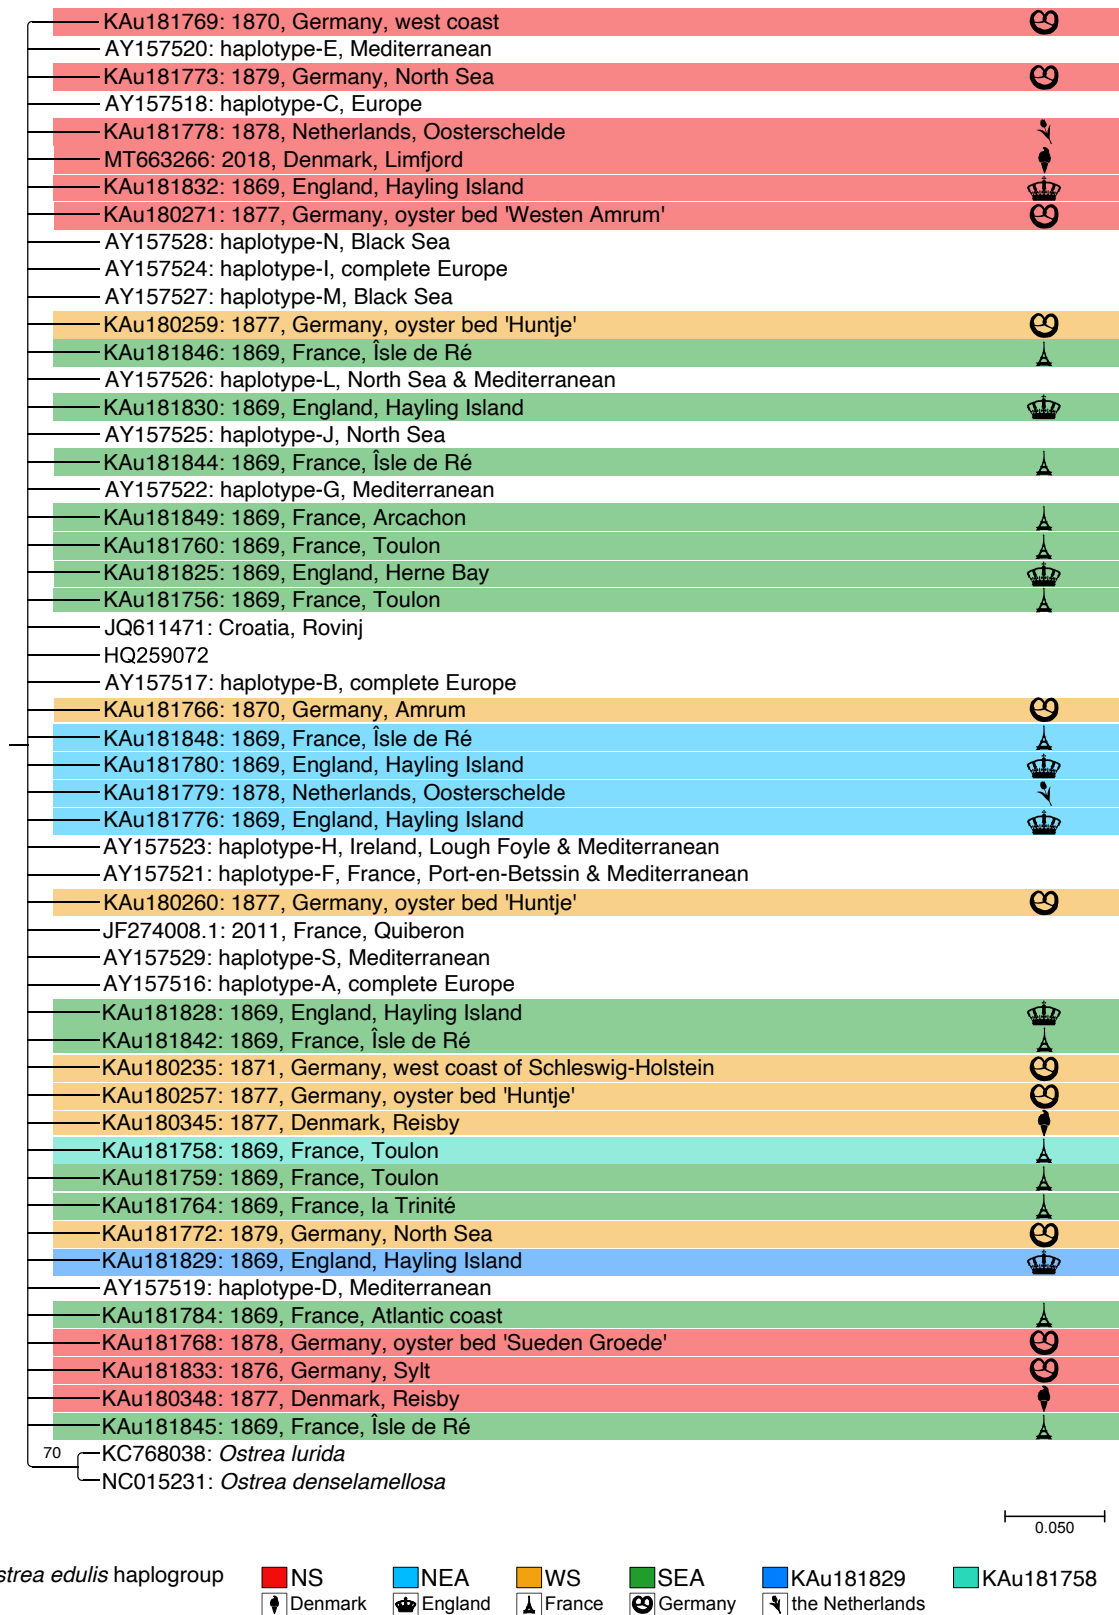 KAu181769: 1870, Germany, west coast
AY157520: haplotype-E, Mediterranean
KAu181773: 1879, Germany, North Sea
AY157518: haplotype-C, Europe
KAu181778: 1878, Netherlands, Oosterschelde
MT663266: 2018, Denmark, Limfjord
KAu181832: 1869, England, Hayling Island
KAu180271: 1877, Germany, oyster bed 'Westen Amrum'
AY157528: haplotype-N, Black Sea
AY157524: haplotype-I, complete Europe
AY157527: haplotype-M, Black Sea
KAu180259: 1877, Germany, oyster bed 'Huntje'
KAu181846: 1869, France, Îsle de Ré
AY157526: haplotype-L, North Sea & Mediterranean
KAu181830: 1869, England, Hayling Island
AY157525: haplotype-J, North Sea
KAu181844: 1869, France, Îsle de Ré
AY157522: haplotype-G, Mediterranean
KAu181849: 1869, France, Arcachon
KAu181760: 1869, France, Toulon
KAu181825: 1869, England, Herne Bay
KAu181756: 1869, France, Toulon
JQ611471: Croatia, Rovinj
HQ259072
AY157517: haplotype-B, complete Europe
KAu181766: 1870, Germany, Amrum
KAu181848: 1869, France, Îsle de Ré
KAu181780: 1869, England, Hayling Island
KAu181779: 1878, Netherlands, Oosterschelde
KAu181776: 1869, England, Hayling Island
AY157523: haplotype-H, Ireland, Lough Foyle & Mediterranean
AY157521: haplotype-F, France, Port-en-Betssin & Mediterranean
KAu180260: 1877, Germany, oyster bed 'Huntje'
JF274008.1: 2011, France, Quiberon
AY157529: haplotype-S, Mediterranean
AY157516: haplotype-A, complete Europe
KAu181828: 1869, England, Hayling Island
KAu181842: 1869, France, Îsle de Ré
KAu180235: 1871, Germany, west coast of Schleswig-Holstein
KAu180257: 1877, Germany, oyster bed 'Huntje'
KAu180345: 1877, Denmark, Reisby
KAu181758: 1869, France, Toulon
KAu181759: 1869, France, Toulon
KAu181764: 1869, France, la Trinité
KAu181772: 1879, Germany, North Sea
KAu181829: 1869, England, Hayling Island
AY157519: haplotype-D, Mediterranean
KAu181784: 1869, France, Atlantic coast
KAu181768: 1878, Germany, oyster bed 'Sueden Groede'
KAu181833: 1876, Germany, Sylt
KAu180348: 1877, Denmark, Reisby
KAu181845: 1869, France, Îsle de Ré
70 KC768038: Ostrea lurida
NC015231: Ostrea denselamellosa
0.050
strea edulis haplogroup NS NEA WS SEA KAu181829 KAu181758
Denmark England France Germany the Netherlands